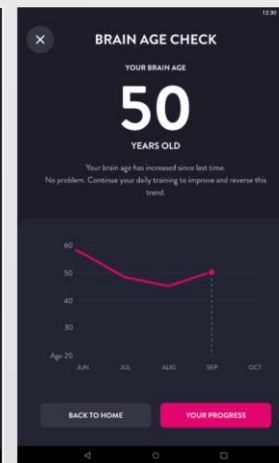 12:30
BRAIN AGE CHECK
YOUR BRAIN AGE
50
YEARS OLD
Your brain age has increased since last time.
No problem. Continue your daily training to improve and reverse this
trend.
60
50
40
30
Age 20
JUN JUL AUG SEP OCT
BACK TO HOME YOUR PROGRESS